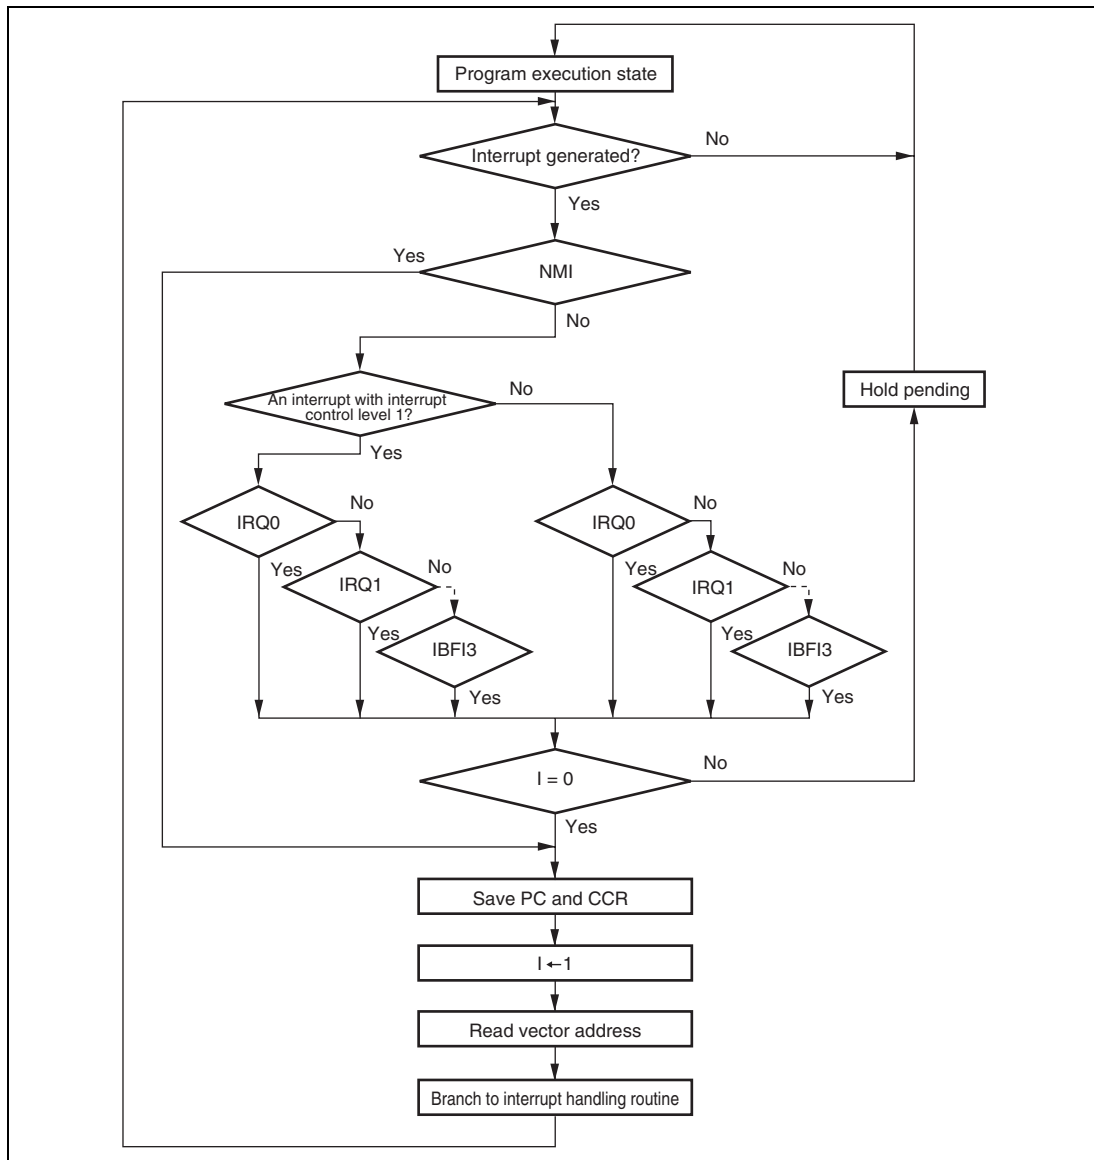 Program execution state
Interrupt generated?
No
Yes
Yes
NMI
No
An interrupt with interrupt
control level 1?
No
Hold pending
Yes
IRQ0
No
IRQ0
No
Yes
IRQ1
No
Yes
IRQ1
No
Yes
IBFI3
Yes
IBFI3
Yes
Yes
I = 0
No
Yes
Save PC and CCR
I ←1
Read vector address
Branch to interrupt handling routine